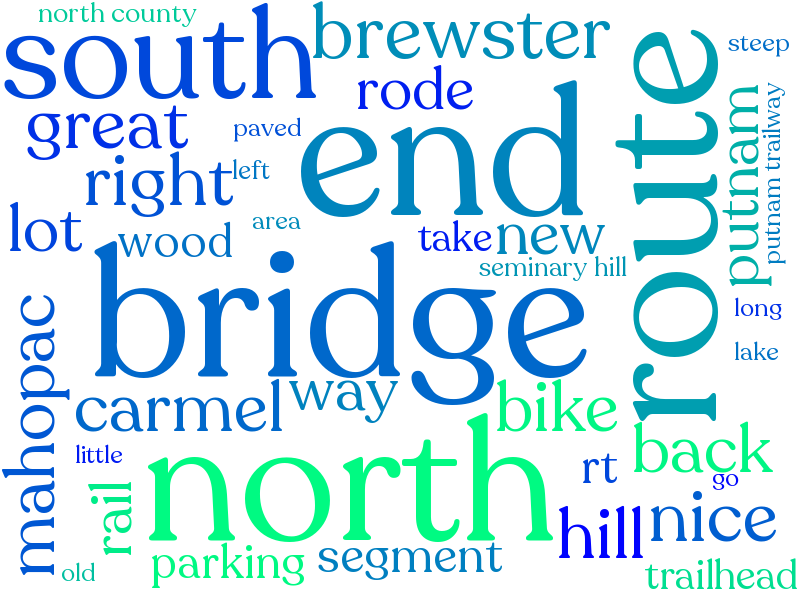 north county
south
brewster
steep
rode
route
great
paved
end
putnam
putnam trailway
right
left
lot
area
wood
take
new
seminary hill
bridge
long
mahopac
lake
carmel
way
bike
north
back
little
rt
go
rail
hill
nice
parking
segment
old
trailhead